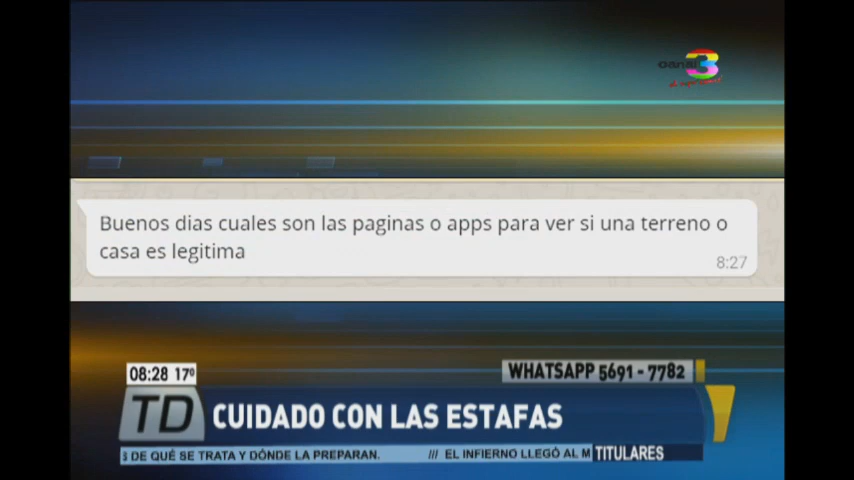 canal 3
Buenos dias cuales son las paginas o apps para ver si una terreno o
casa es legitima
8:27
08:28 17º
WHATSAPP 5691 - 7782
TD
CUIDADO CON LAS ESTAFAS
DE QUÉ SE TRATA Y DÓNDE LA PREPARAN. /// EL INFIERNO LLEGÓ AL
TITULARES